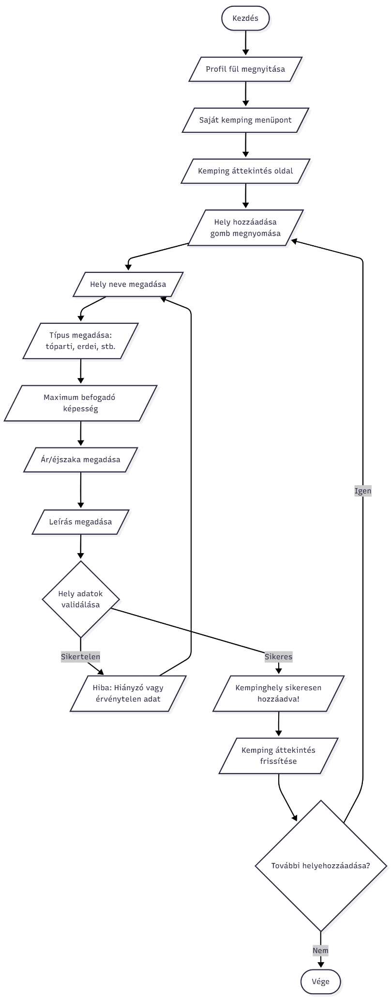 Kezdés
Profil fül megnyitása
Saját kemping menüpont
Kemping áttekintés oldal
Hely hozzáadása
gomb megnyomása
Hely neve megadása
Típus megadása:
tóparti, erdei, stb.
Maximum befogadó
képesség
Ár/éjszaka megadása
Igen
Leírás megadása
Hely adatok
validálása
Sikertelen
Sikeres
Hiba: Hiányzó vagy
érvénytelen adat
Kempinghely sikeresen
hozzáadva!
Kemping áttekintés
frissítése
További helyehozzáadása?
Nem
Vége